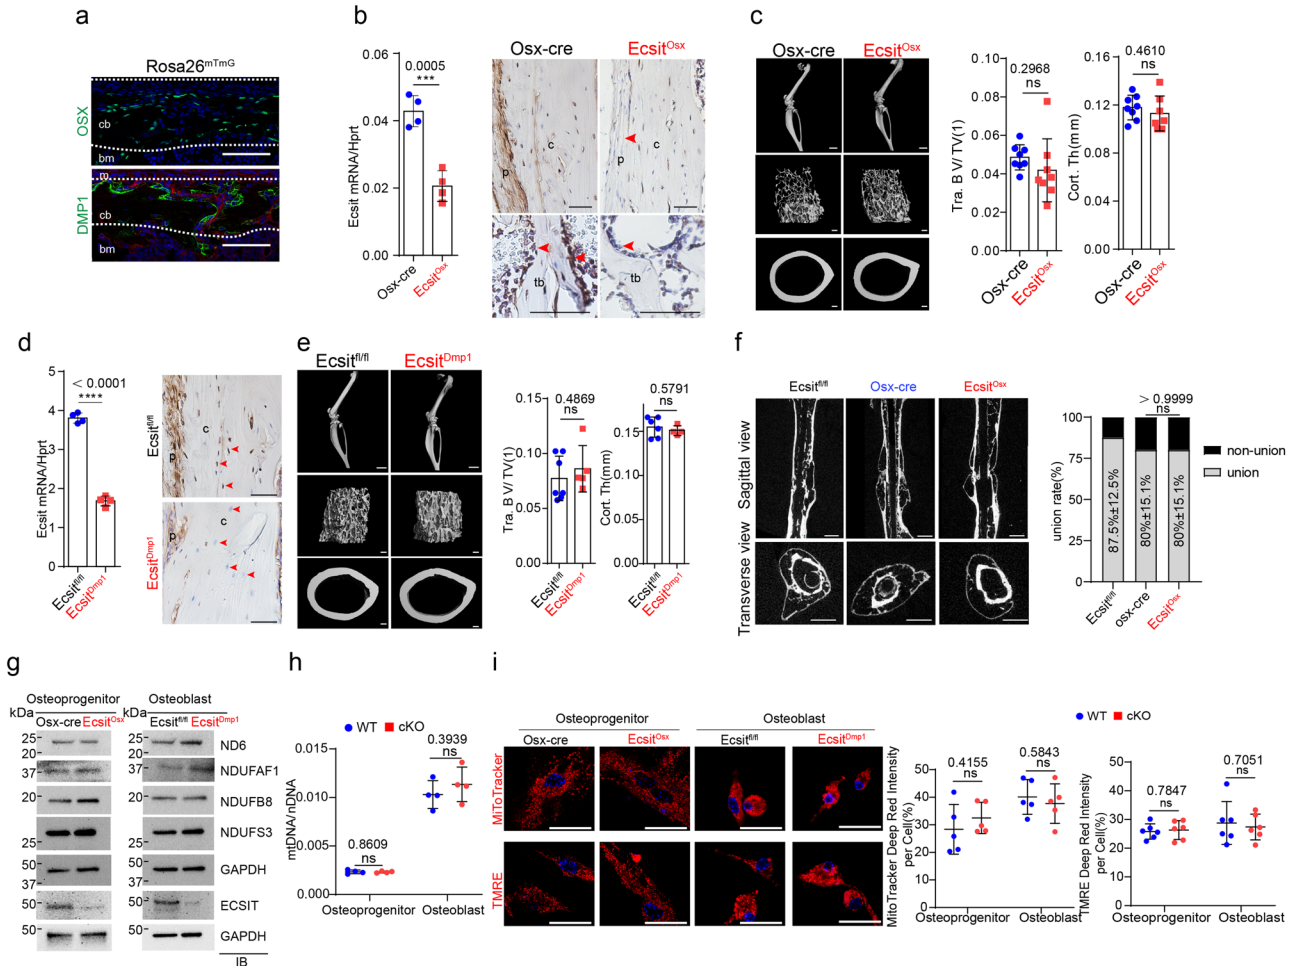 a
Rosa26mTmG
OSX
cb
bm
DMP1
m
cb
bm
b
Ecsit mRNA/Hprt
0.06
0.04
0.02
0.00
0.0005
***
Osx-cre
EcsitOsx
Osx-cre
EcsitOsx
p
c
p
c
tb
tb
c
Osx-cre
EcsitOsx
Tra. B V/ TV(1)
0.10
0.08
0.06
0.04
0.02
0.00
0.2968
ns
Osx-cre
EcsitOsx
Cort. Th(mm)
0.16
0.12
0.08
0.04
0.00
0.4610
ns
Osx-cre
EcsitOsx
d
Ecsit mRNA/Hprt
5
4
3
2
1
0
< 0.0001
****
Ecsitfl/fl
EcsitDmp1
Ecsitfl/fl
EcsitDmp1
p
c
p
c
e
Ecsitfl/fl
EcsitDmp1
Tra. B V/ TV(1)
0.15
0.10
0.05
0.00
0.4869
ns
Ecsitfl/fl
EcsitDmp1
Cort. Th(mm)
0.20
0.15
0.10
0.05
0.00
0.5791
ns
Ecsitfl/fl
EcsitDmp1
f
Ecsitfl/fl
Osx-cre
EcsitOsx
Sagittal view
Transverse view
union rate(%)
100
50
0
> 0.9999
ns
87.5%±12.5%
80%±15.1%
80%±15.1%
Ecsitfl/fl
osx-cre
EcsitOsx
non-union
union
g
Osteoprogenitor
Osteoblast
kDa
Osx-cre EcsitOsx
kDa
Ecsitfl/fl EcsitDmp1
25
20
25
20
ND6
37
37
NDUFAF1
20
20
NDUFB8
25
25
NDUFS3
50
37
50
37
GAPDH
50
50
ECSIT
50
50
GAPDH
IB
h
WT
cKO
mtDNA/nDNA
0.015
0.010
0.005
0.000
0.8609
ns
0.3939
ns
Osteoprogenitor
Osteoblast
i
Osteoprogenitor
Osteoblast
Osx-cre
EcsitOsx
Ecsitfl/fl
EcsitDmp1
MiToTracker
TMRE
WT
cKO
MitoTracker Deep Red Intensity
per Cell(%)
50
40
30
20
10
0
0.4155
ns
0.5843
ns
Osteoprogenitor
Osteoblast
TMRE Deep Red Intensity
per Cell(%)
50
40
30
20
10
0
0.7847
ns
0.7051
ns
Osteoprogenitor
Osteoblast